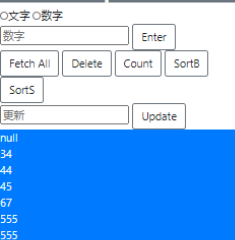 文字 数字
数字 Enter
Fetch All Delete Count SortB
SortS
更新 Update
null
34
44
45
67
555
555